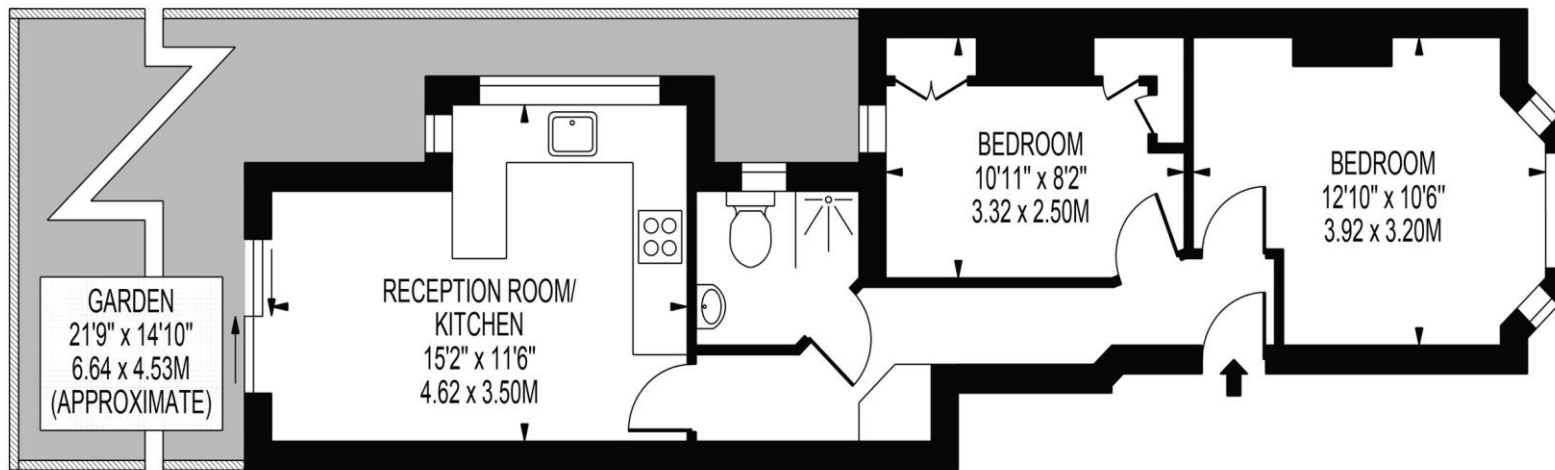 GARDEN
21'9" x 14'10"
6.64 x 4.53M
(APPROXIMATE)
RECEPTION ROOM/
KITCHEN
15'2" x 11'6"
4.62 x 3.50M
BEDROOM
10'11" x 8'2"
3.32 x 2.50M
BEDROOM
12'10" x 10'6"
3.92 x 3.20M